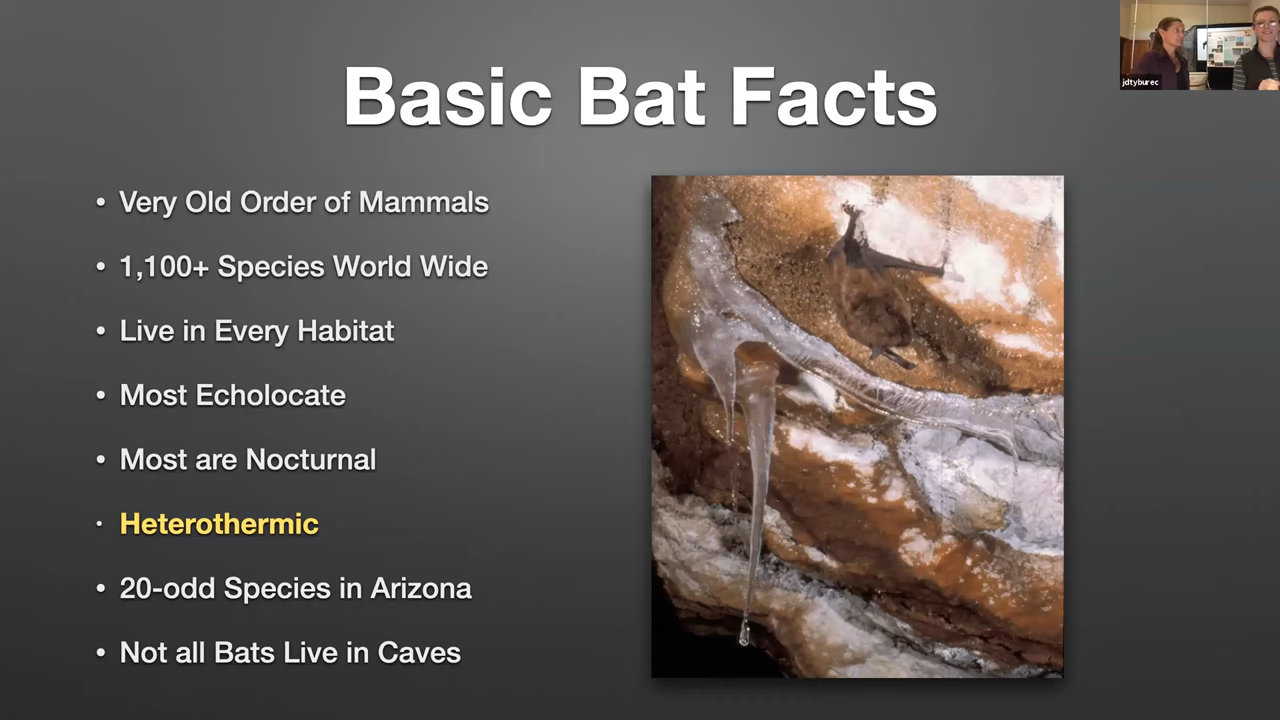 Basic Bat Facts
jdtyburec
• Very Old Order of Mammals
• 1,100+ Species World Wide
• Live in Every Habitat
• Most Echolocate
• Most are Nocturnal
• Heterothermic
• 20-odd Species in Arizona
• Not all Bats Live in Caves